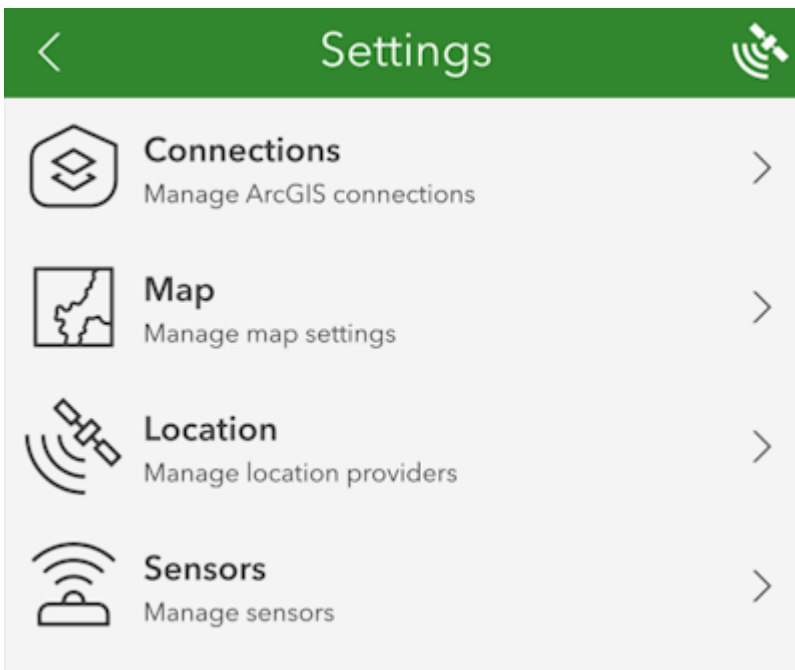 Settings
Connections
Manage ArcGIS connections
Map
Manage map settings
Location
Manage location providers
Sensors
Manage sensors